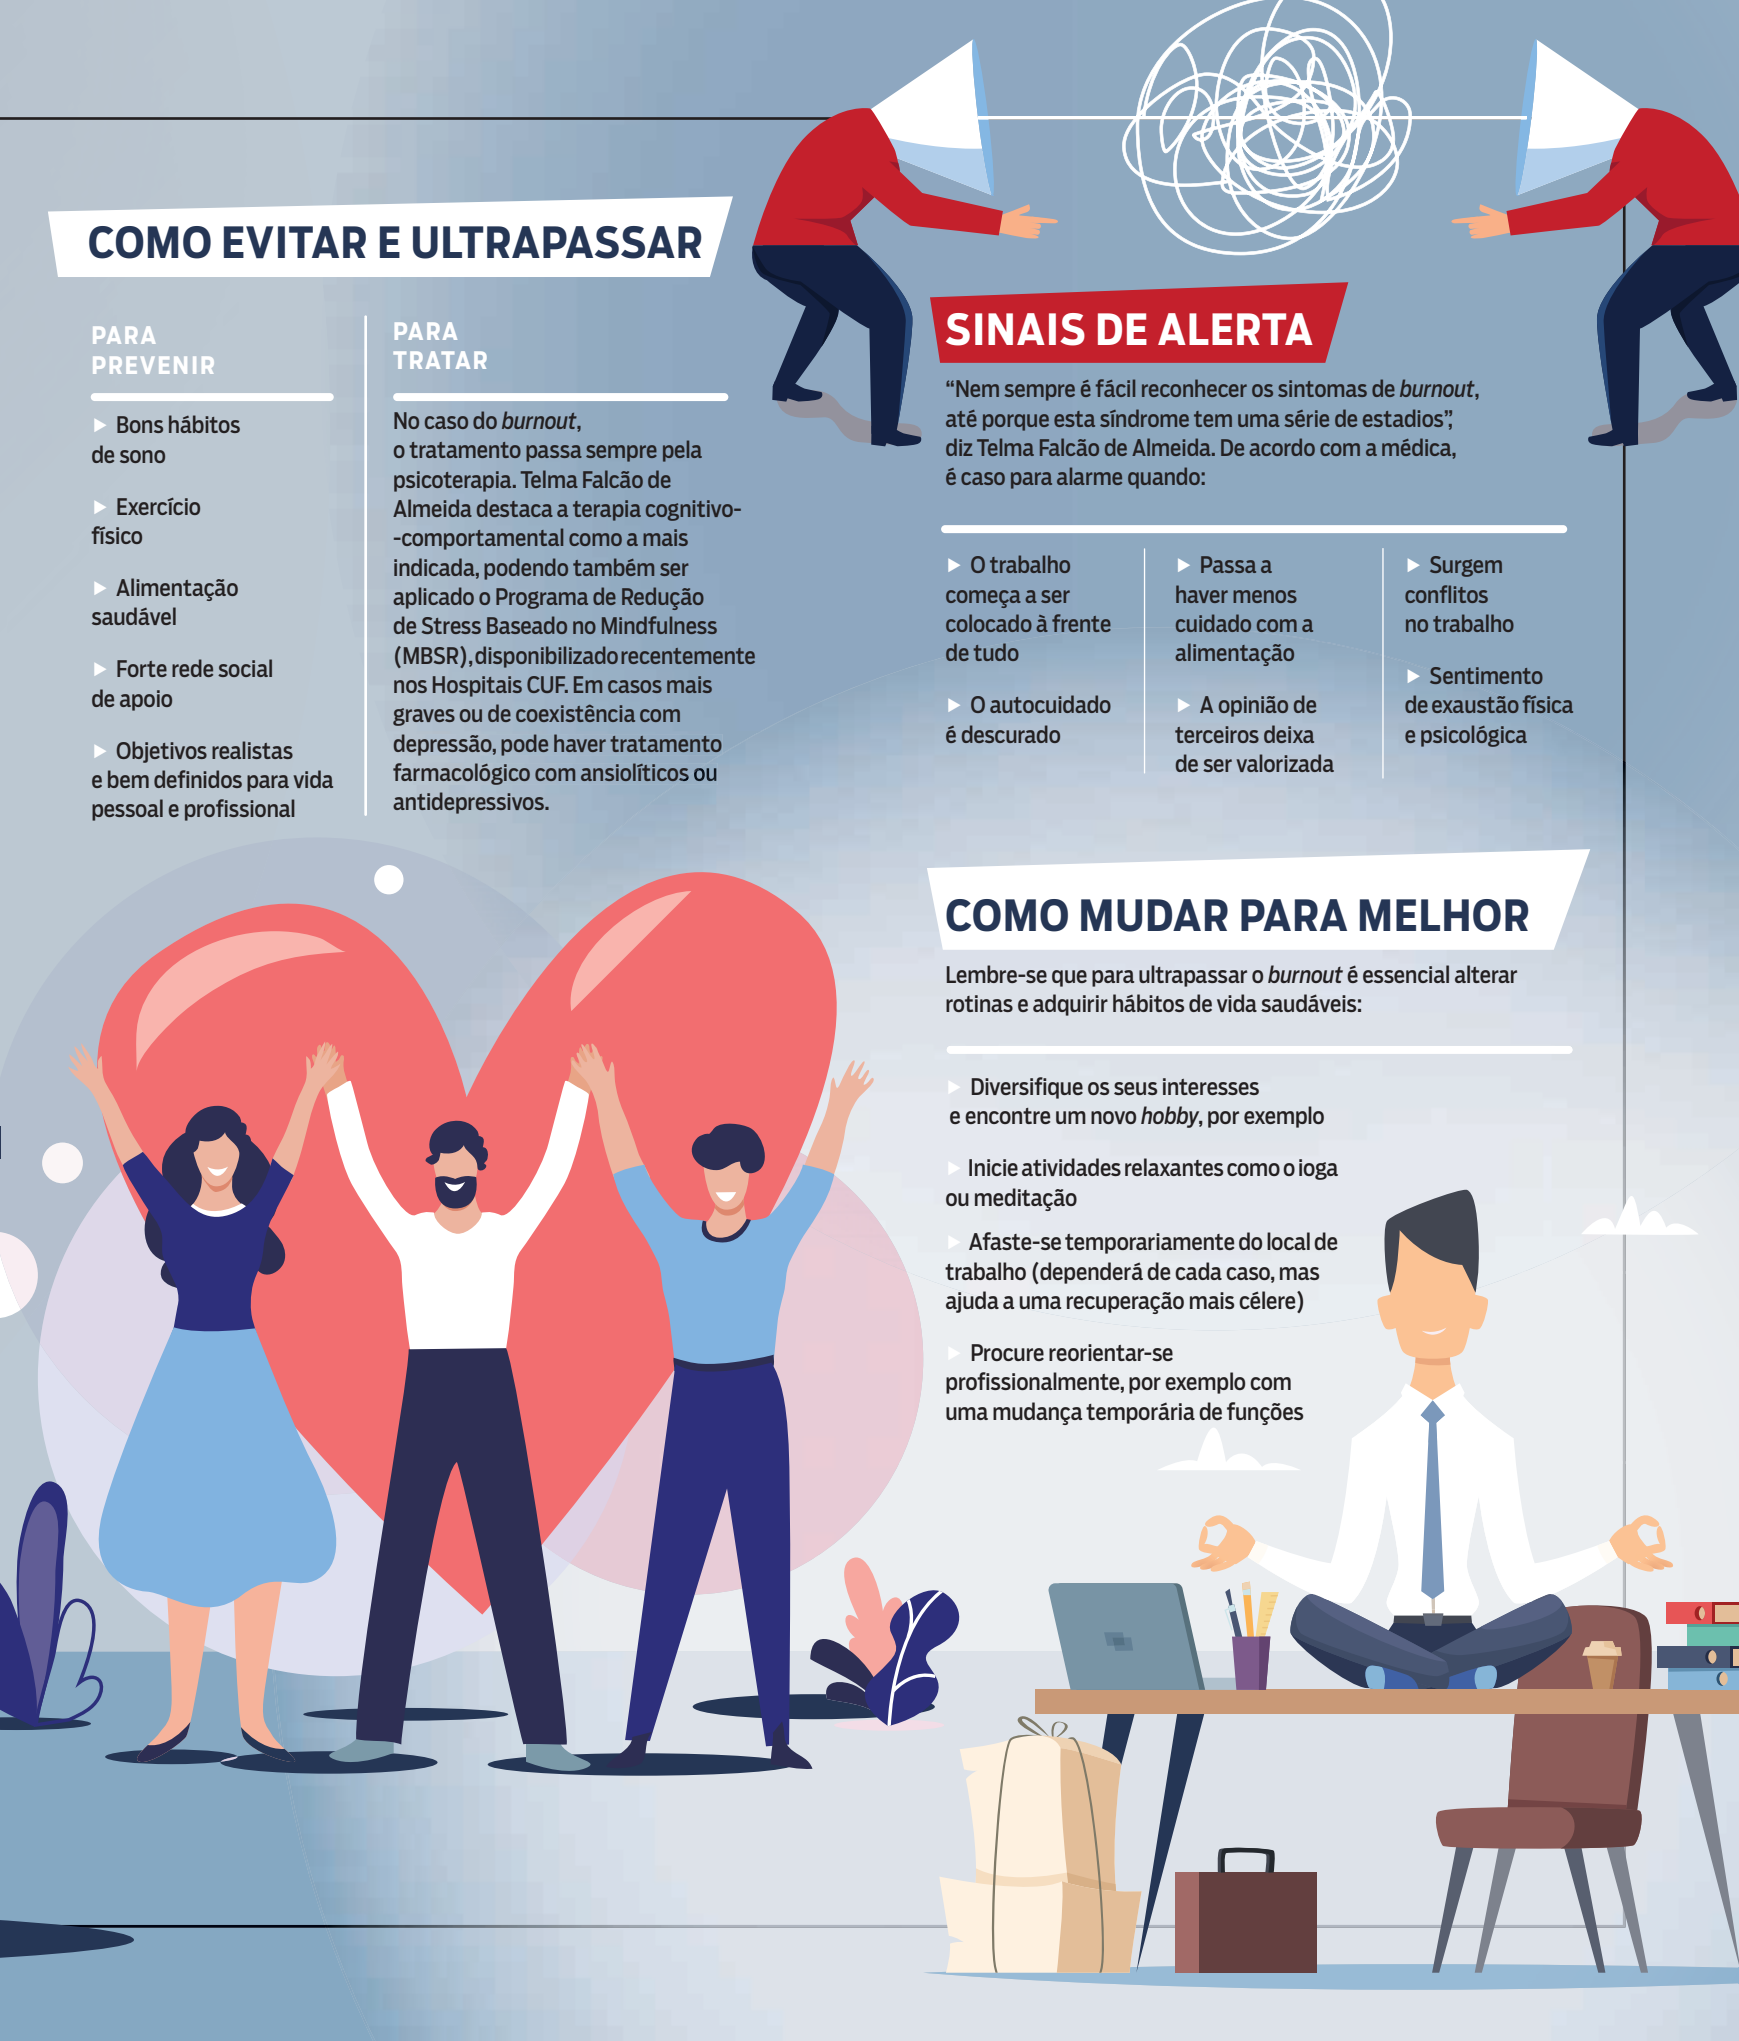 COMO EVITAR E ULTRAPASSAR
PARA
PREVENIR
► Bons hábitos
de sono
► Exercício
físico
► Alimentação
saudável
► Forte rede social
de apoio
► Objetivos realistas
e bem definidos para vida
pessoal e profissional
PARA
TRATAR
No caso do burnout,
o tratamento passa sempre pela
psicoterapia. Telma Falcão de
Almeida destaca a terapia cognitivo-
-comportamental como a mais
indicada, podendo também ser
aplicado o Programa de Redução
de Stress Baseado no Mindfulness
(MBSR), disponibilizado recentemente
nos Hospitais CUF. Em casos mais
graves ou de coexistência com
depressão, pode haver tratamento
farmacológico com ansiolíticos ou
antidepressivos.
SINAIS DE ALERTA
“Nem sempre é fácil reconhecer os sintomas de burnout,
até porque esta síndrome tem uma série de estadios”,
diz Telma Falcão de Almeida. De acordo com a médica,
é caso para alarme quando:
► O trabalho
começa a ser
colocado à frente
de tudo
► O autocuidado
é descurado
► Passa a
haver menos
cuidado com a
alimentação
► A opinião de
terceiros deixa
de ser valorizada
► Surgem
conflitos
no trabalho
► Sentimento
de exaustão física
e psicológica
COMO MUDAR PARA MELHOR
Lembre-se que para ultrapassar o burnout é essencial alterar
rotinas e adquirir hábitos de vida saudáveis:
► Diversifique os seus interesses
e encontre um novo hobby, por exemplo
► Inicie atividades relaxantes como o ioga
ou meditação
► Afaste-se temporariamente do local de
trabalho (dependerá de cada caso, mas
ajuda a uma recuperação mais célere)
► Procure reorientar-se
profissionalmente, por exemplo com
uma mudança temporária de funções